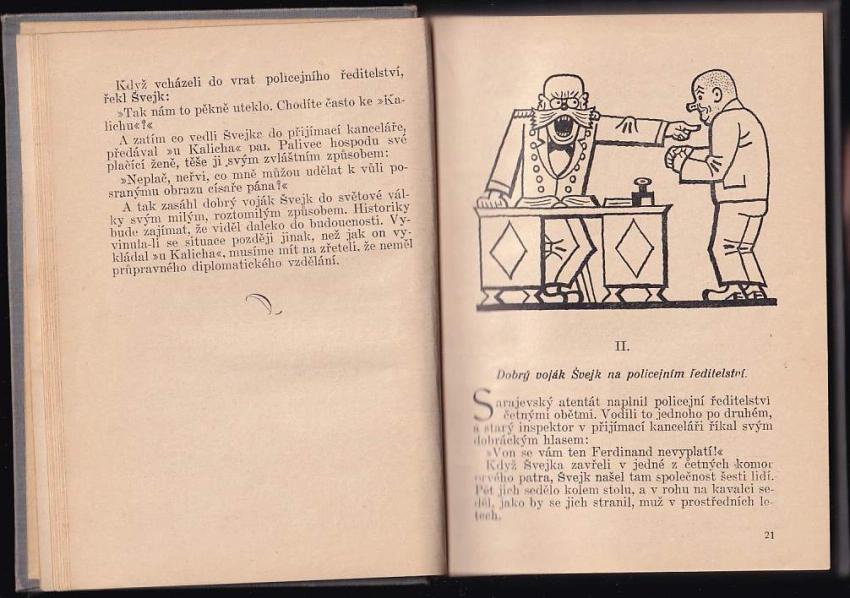 Když vcházeli do vrat policejního ředitelství,
řekl Švejk:
»Tak nám to pěkně uteklo. Chodíte často ke »Ka-
lichu«?«
A zatím co vedli Švejka do přijímací kanceláře,
předával »u Kalicha« pan Palivec hospodu své
plačící ženě, těše ji svým zvláštním způsobem:
»Neplač, neřvi, co mně můžou udělat k vůli po-
sranýmu obrazu císaře pána?«
A tak zasáhl dobrý voják Švejk do světové vál-
ky svým milým, roztomilým způsobem. Historiky
bude zajímat, že viděl daleko do budoucnosti. Vy-
vinula-li se situace později jinak, než jak on vy-
kládal »u Kalicha«, musíme mít na zřeteli, že neměl
průpravného diplomatického vzdělání.
II.
Dobrý voják Švejk na policejním ředitelství.
Sarajevský atentát naplnil policejní ředitelství
četnými obětmi. Vodili to jednoho po druhém,
a starý inspektor v přijímací kanceláři říkal svým
dobráckým hlasem:
»Von se vám ten Ferdinand nevyplatí!«
Když Švejka zavřeli v jedné z četných komor
prvého patra, Švejk našel tam společnost šesti lidí.
Pět jich sedělo kolem stolu, a v rohu na kavalci se-
děl, jako by se jich stranil, muž v prostředních le-
tech.
21